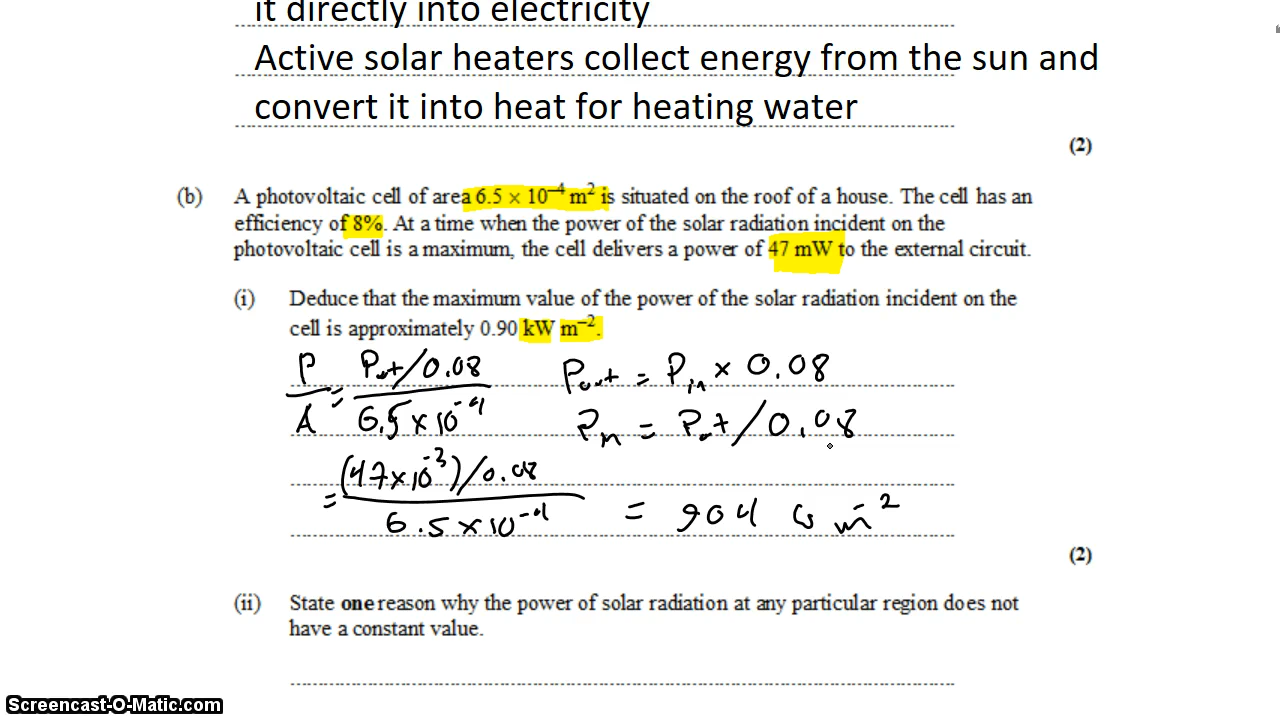 it directly into electricity
Active solar heaters collect energy from the sun and
convert it into heat for heating water
(2)
(b) A photovoltaic cell of area 6.5 × 10⁻⁴ m² is situated on the roof of a house. The cell has an
efficiency of 8%. At a time when the power of the solar radiation incident on the
photovoltaic cell is a maximum, the cell delivers a power of 47 mW to the external circuit.
(i) Deduce that the maximum value of the power of the solar radiation incident on the
cell is approximately 0.90 kW m⁻².
P/A = (Pout/0.08)/(6.5 × 10⁻⁴)
Pout = Pin × 0.08
Pin = Pout/0.08
= ((47×10⁻³)/0.08)/(6.5 × 10⁻⁴) = 904 W m⁻²
(2)
(ii) State one reason why the power of solar radiation at any particular region does not
have a constant value.
Screencast-O-Matic.com